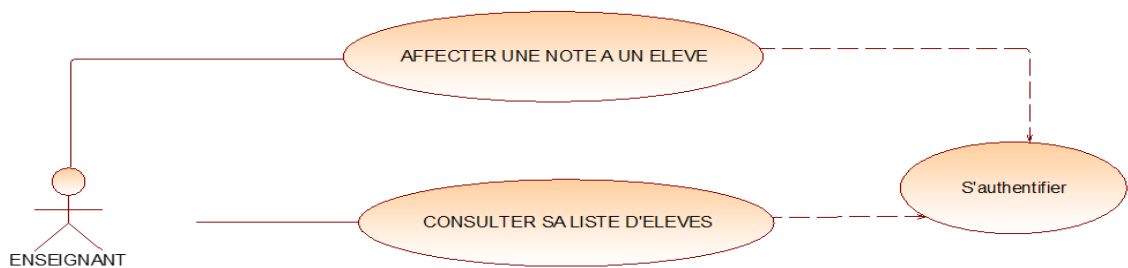 AFFECTER UNE NOTE A UN ELEVE
S'authentifier
CONSULTER SA LISTE D'ELEVES
ENSEIGNANT